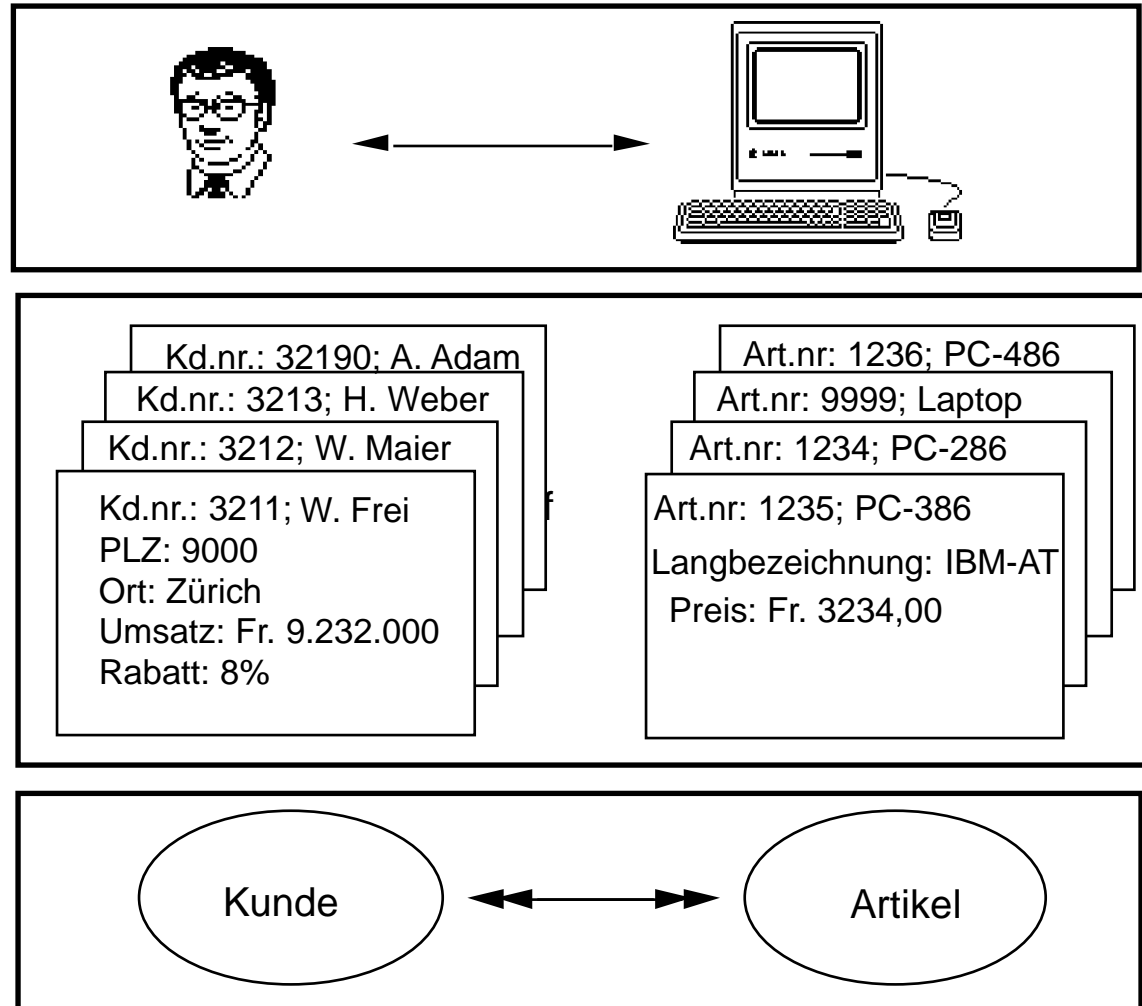 Kd.nr.: 32190; A. Adam
Kd.nr.: 3213; H. Weber
Kd.nr.: 3212; W. Maier
Kd.nr.: 3211; W. Frei
f
PLZ: 9000
Ort: Zürich
Umsatz: Fr. 9.232.000
Rabatt: 8%
Art.nr: 1236; PC-486
Art.nr: 9999; Laptop
Art.nr: 1234; PC-286
Art.nr: 1235; PC-386
Langbezeichnung: IBM-AT
Preis: Fr. 3234,00
Kunde
Artikel